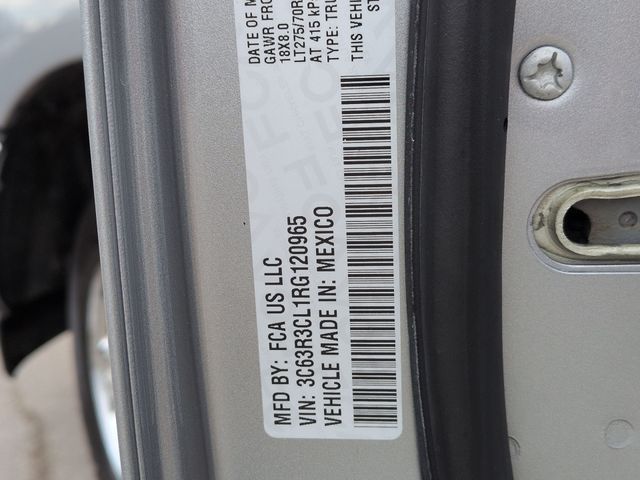 DATE OF M
GAWR FRO
18X8.0
LT275/70R
AT 415 kP
TYPE: TRU
THIS VEHI
ST
MFD BY: FCA US LLC
VIN: 3C63R3CL1RG120965
VEHICLE MADE IN: MEXICO